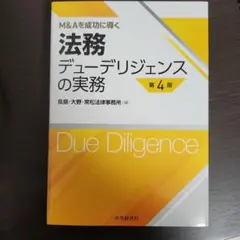 M&Aを成功に導く
法務
デューデリジェンス
の実務
第4版
長島・大野・常松法律事務所 編
Due Diligence
中央経済社